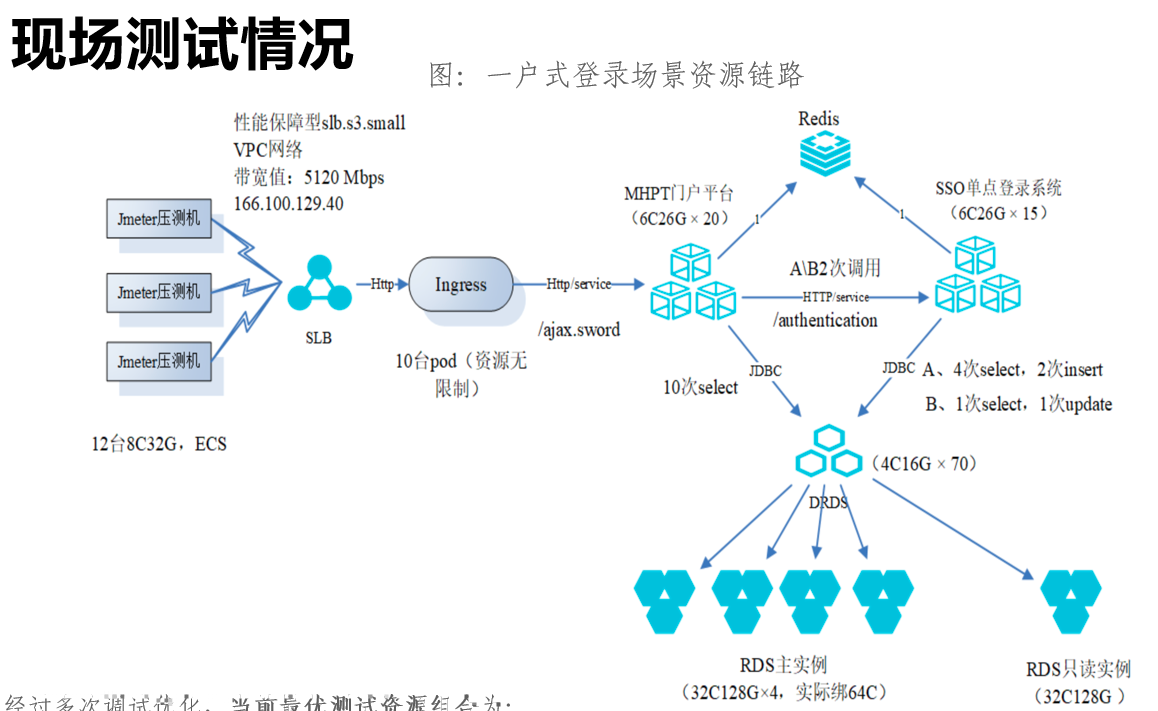 现场测试情况
图：一户式登录场景资源链路
性能保障型slb.s3.small
VPC网络
带宽值：5120 Mbps
166.100.129.40
Jmeter压测机
Jmeter压测机
Jmeter压测机
12台8C32G，ECS
SLB
Http
Ingress
10台pod（资源无
限制）
Http/service
/ajax.sword
MHPT门户平台
（6C26G × 20）
Redis
1
1
SSO单点登录系统
（6C26G × 15）
A\B2次调用
HTTP/service
/authentication
JDBC
10次select
JDBC
A、4次select，2次insert
B、1次select，1次update
（4C16G × 70）
DRDS
RDS主实例
（32C128G×4，实际绑64C）
RDS只读实例
（32C128G ）
经过多次调试优化，当前最优测试资源组合为: